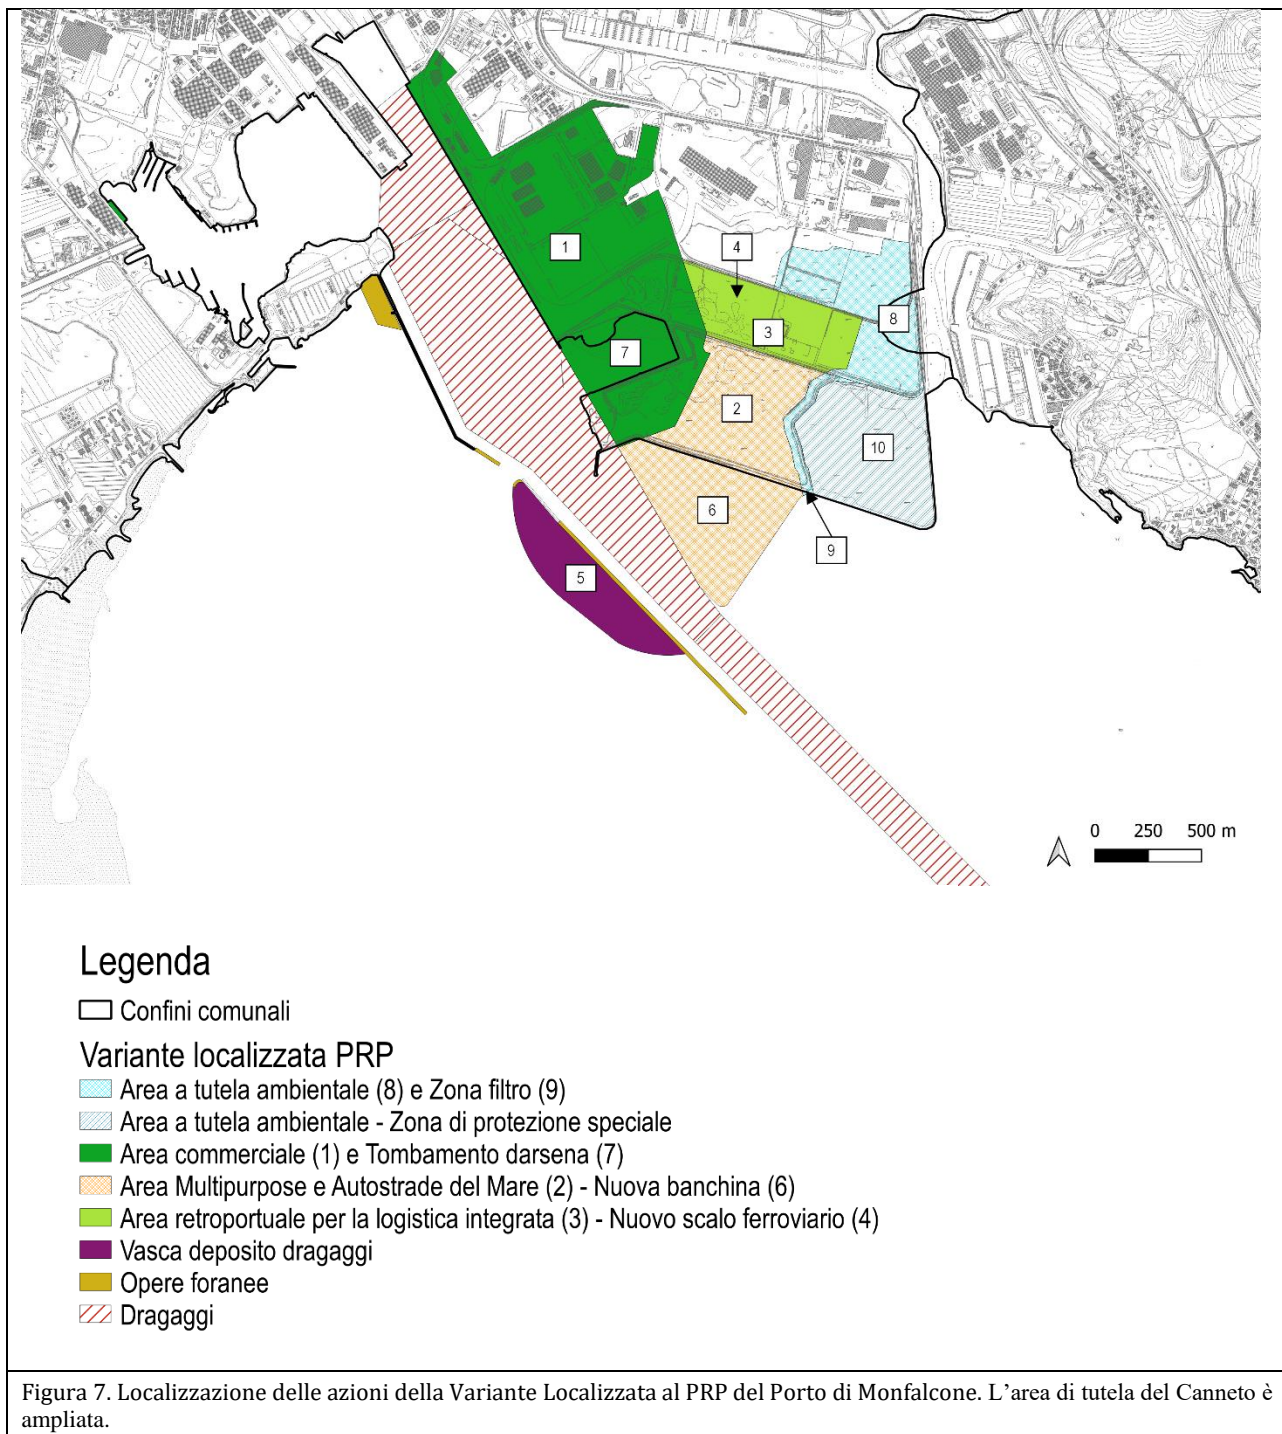 1
4
3
8
7
2
10
6
9
5
0 250 500 m
Legenda
Confini comunali
Variante localizzata PRP
Area a tutela ambientale (8) e Zona filtro (9)
Area a tutela ambientale - Zona di protezione speciale
Area commerciale (1) e Tombamento darsena (7)
Area Multipurpose e Autostrade del Mare (2) - Nuova banchina (6)
Area retroportuale per la logistica integrata (3) - Nuovo scalo ferroviario (4)
Vasca deposito dragaggi
Opere foranee
Dragaggi
Figura 7. Localizzazione delle azioni della Variante Localizzata al PRP del Porto di Monfalcone. L’area di tutela del Canneto è
ampliata.